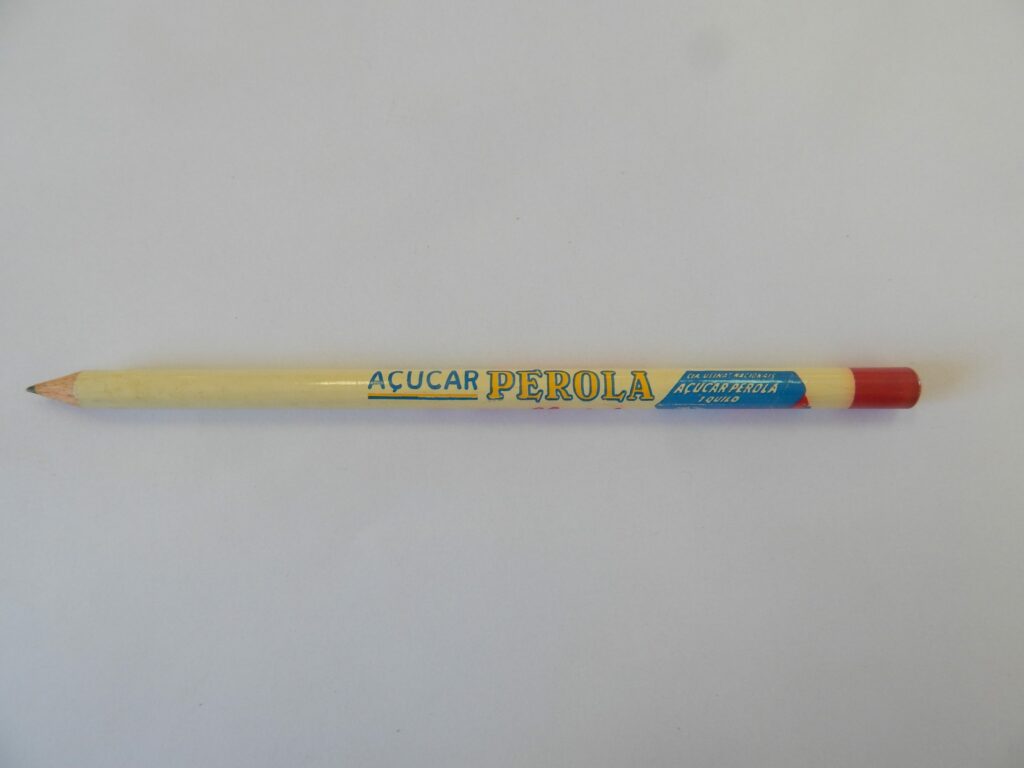 AÇUCAR PEROLA
CIA. USINAS NACIONAIS
AÇUCAR PEROLA
1 QUILO